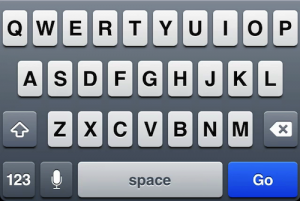 Q W E R T Y U I O P
A S D F G H J K L
Z X C V B N M
123 space Go